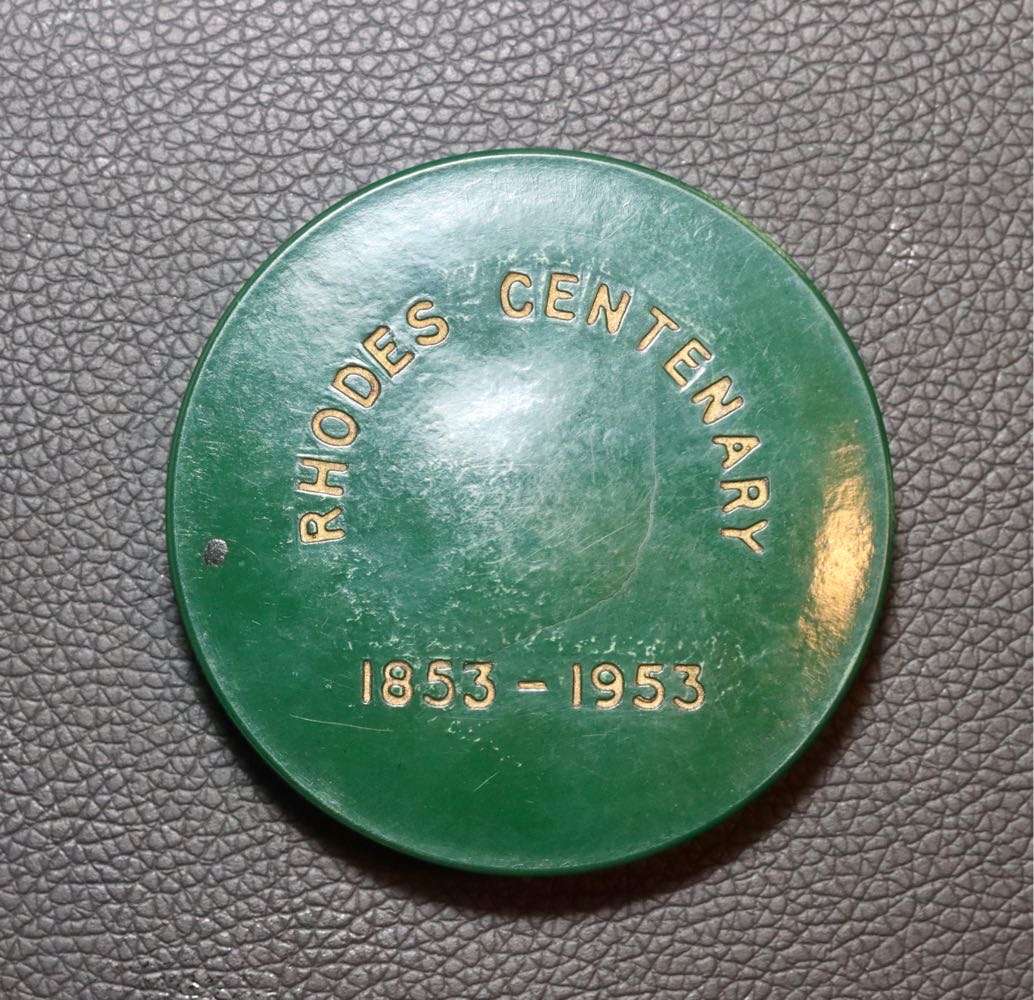 RHODES CENTENARY
1853 - 1953